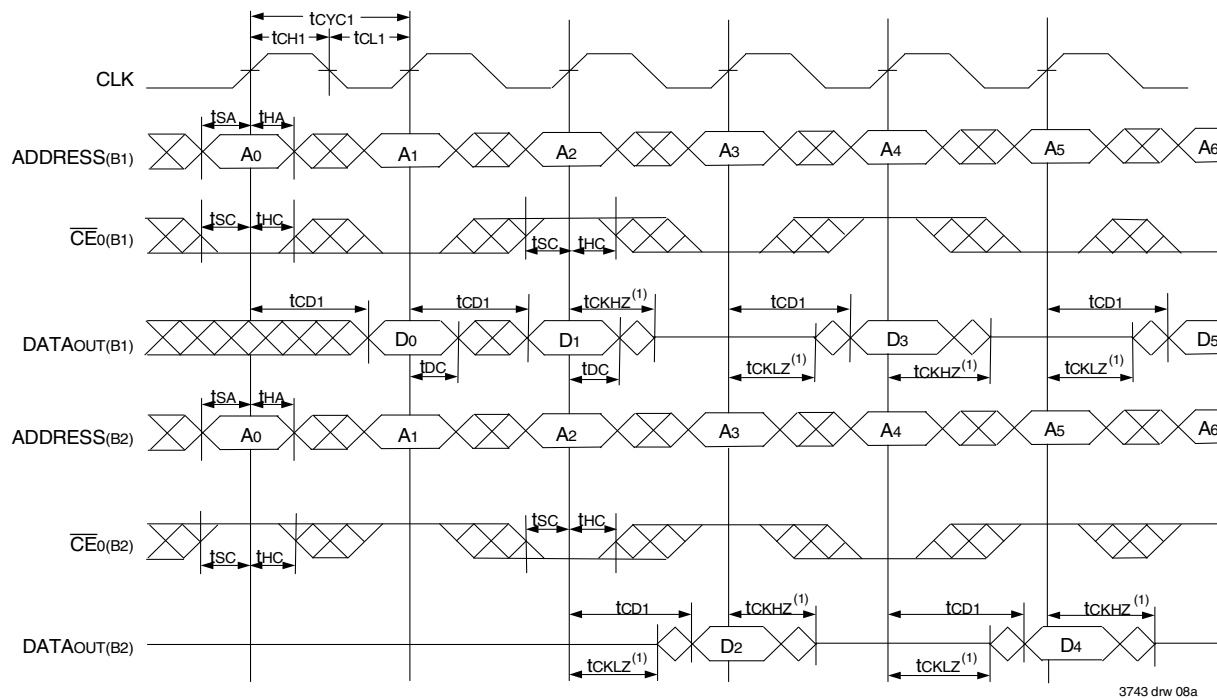 tCYC1
tCH1 tCL1
CLK
tSA tHA
ADDRESS(B1) A0 A1 A2 A3 A4 A5 A6
tSC tHC
CE0(B1) tSC tHC
tCD1 tCD1 tCKHZ(1) tCD1 tCD1
DATAOUT(B1) D0 D1 D3 D5
tDC tDC tCKLZ(1) tCKHZ(1) tCKLZ(1)
tSA tHA
ADDRESS(B2) A0 A1 A2 A3 A4 A5 A6
tSC tHC
CE0(B2)
tSC tHC
tCD1 tCKHZ(1) tCD1 tCKHZ(1)
DATAOUT(B2) D2 D4
tCKLZ(1) tCKLZ(1)
3743 drw 08a